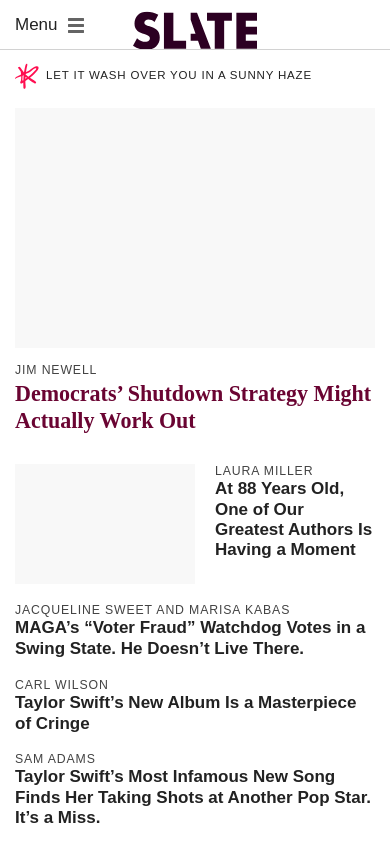 Menu
SLATE
LET IT WASH OVER YOU IN A SUNNY HAZE
JIM NEWELL
Democrats’ Shutdown Strategy Might
Actually Work Out
LAURA MILLER
At 88 Years Old,
One of Our
Greatest Authors Is
Having a Moment
JACQUELINE SWEET AND MARISA KABAS
MAGA’s “Voter Fraud” Watchdog Votes in a
Swing State. He Doesn’t Live There.
CARL WILSON
Taylor Swift’s New Album Is a Masterpiece
of Cringe
SAM ADAMS
Taylor Swift’s Most Infamous New Song
Finds Her Taking Shots at Another Pop Star.
It’s a Miss.